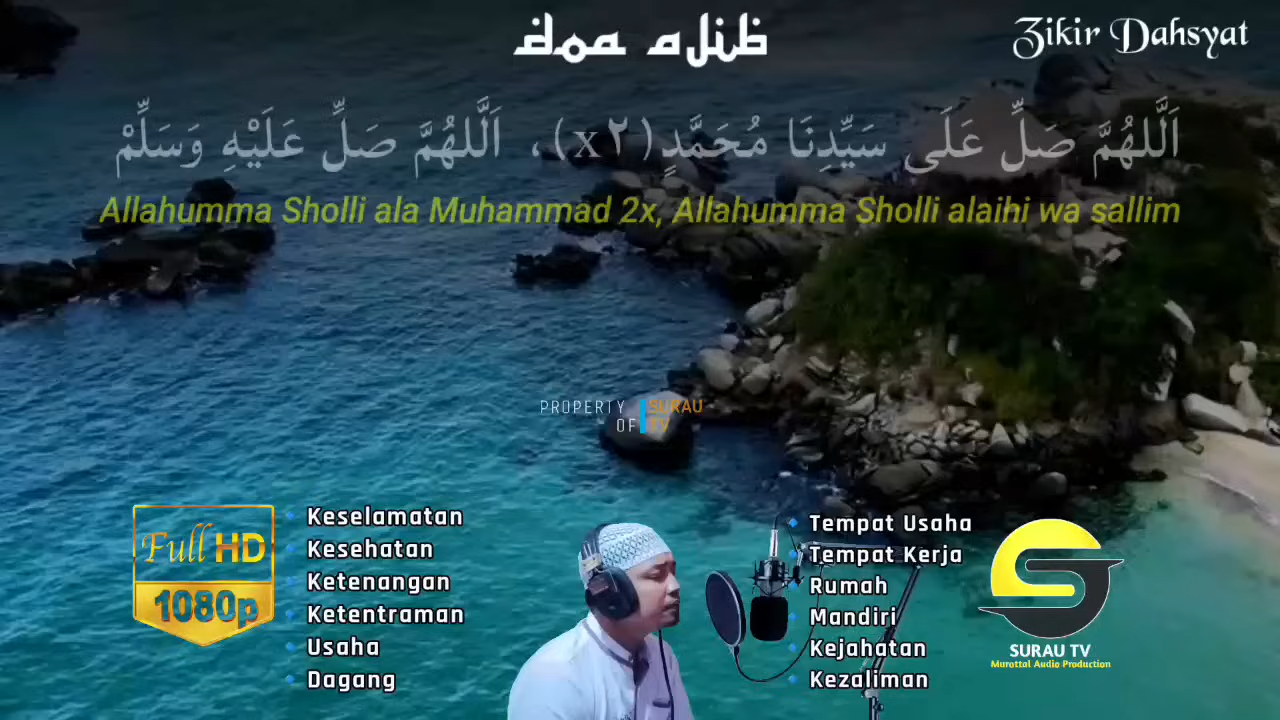 doa ajib
Zikir Dahsyat
اَللَّهُمَّ صَلِّ عَلَى سَيِّدِنَا مُحَمَّدٍ (x٢)، اَللَّهُمَّ صَلِّ عَلَيْهِ وَسَلِّمْ
Allahumma Sholli ala Muhammad 2x, Allahumma Sholli alaihi wa sallim
PROPERTY OF
SURAU TV
Full HD
1080p
Keselamatan
Kesehatan
Ketenangan
Ketentraman
Usaha
Dagang
Tempat Usaha
Tempat Kerja
Rumah
Mandiri
Kejahatan
Kezaliman
SURAU TV
Murottal Audio Production